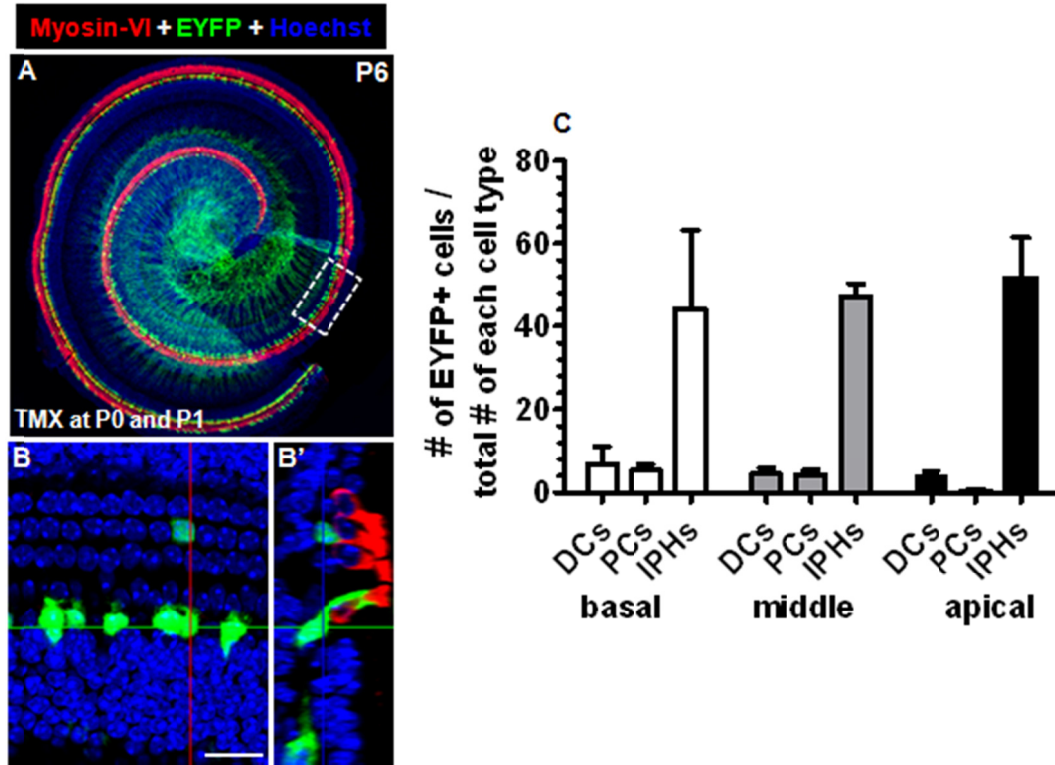 Myosin-VI + EYFP + Hoechst
A
P6
TMX at P0 and P1
B
B'
C
# of EYFP+ cells /
total # of each cell type
80
60
40
20
0
DCs
PCs
IPHs
DCs
PCs
IPHs
DCs
PCs
IPHs
basal
middle
apical